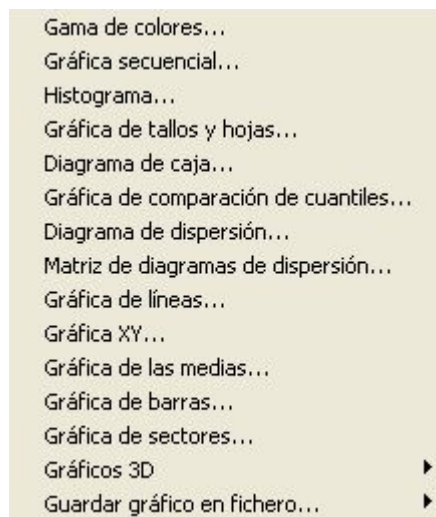 Gama de colores...
Gráfica secuencial...
Histograma...
Gráfica de tallos y hojas...
Diagrama de caja...
Gráfica de comparación de cuantiles...
Diagrama de dispersión...
Matriz de diagramas de dispersión...
Gráfica de líneas...
Gráfica XY...
Gráfica de las medias...
Gráfica de barras...
Gráfica de sectores...
Gráficos 3D
Guardar gráfico en fichero...